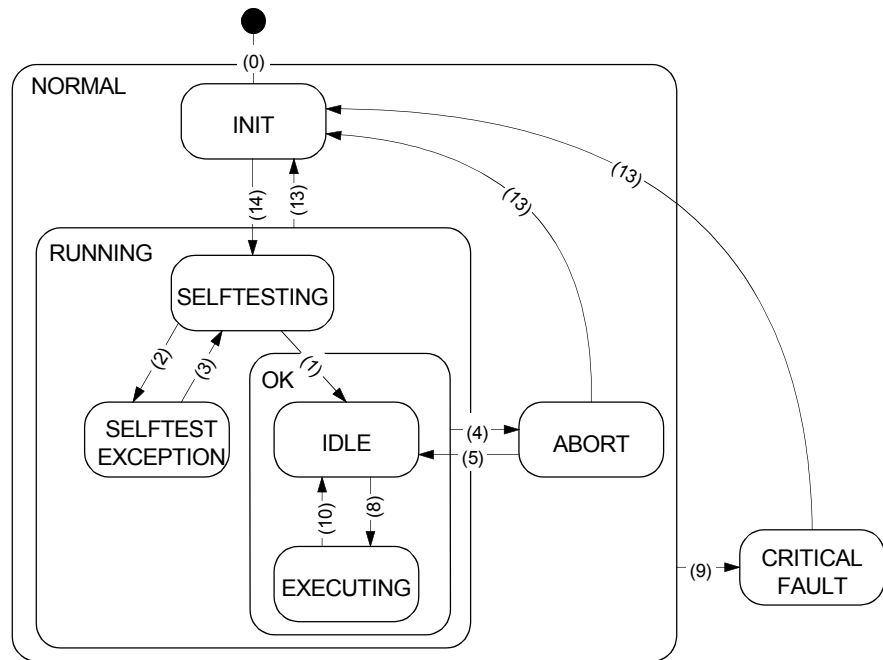 (0)
NORMAL
INIT
(14)
(13)
(13)
(13)
RUNNING
SELFTESTING
(2)
(3)
(1)
OK
SELFTEST
EXCEPTION
IDLE
(4)
(5)
ABORT
(10)
(8)
EXECUTING
(9)
CRITICAL
FAULT